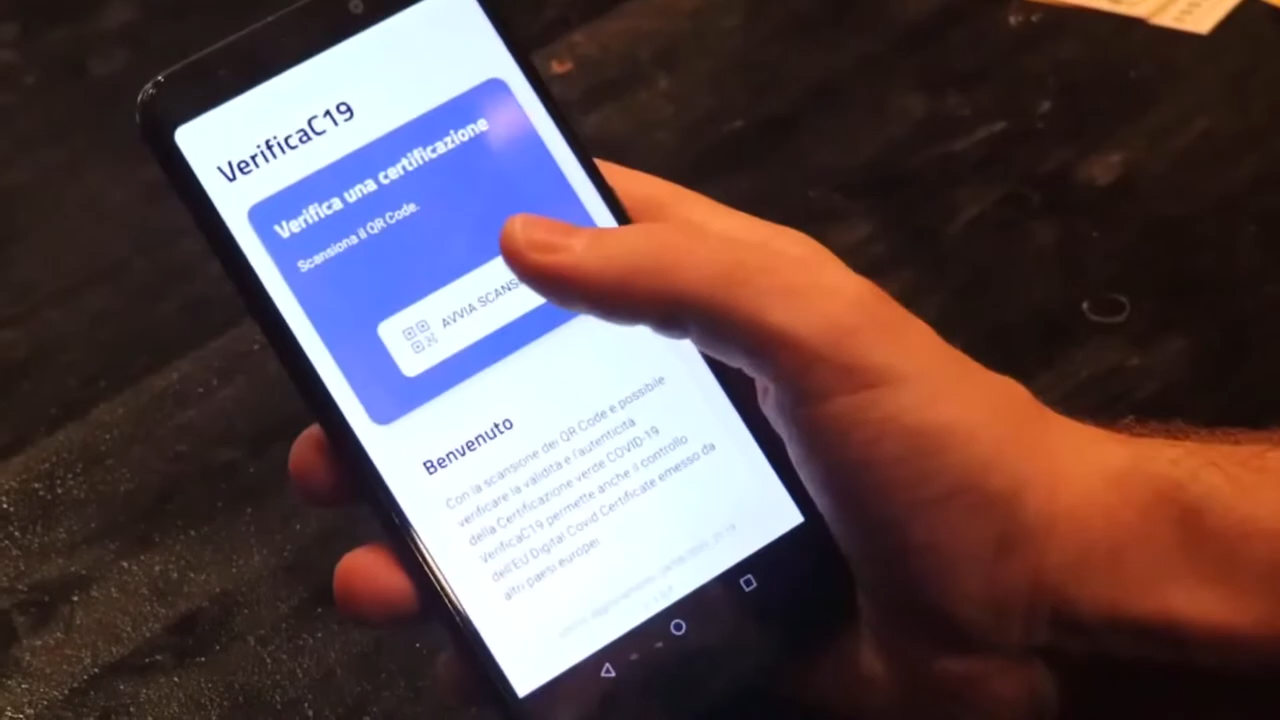 VerificaC19
Verifica una certificazione
Scansiona il QR Code.
AVVIA
Benvenuto
Con la scansione dei QR Code è possibile
verificare la validità e l'autenticità
della Certificazione verde COVID-19
VerificaC19 permette anche il controllo
dell'EU Digital Covid Certificate emesso da
altri paesi europei